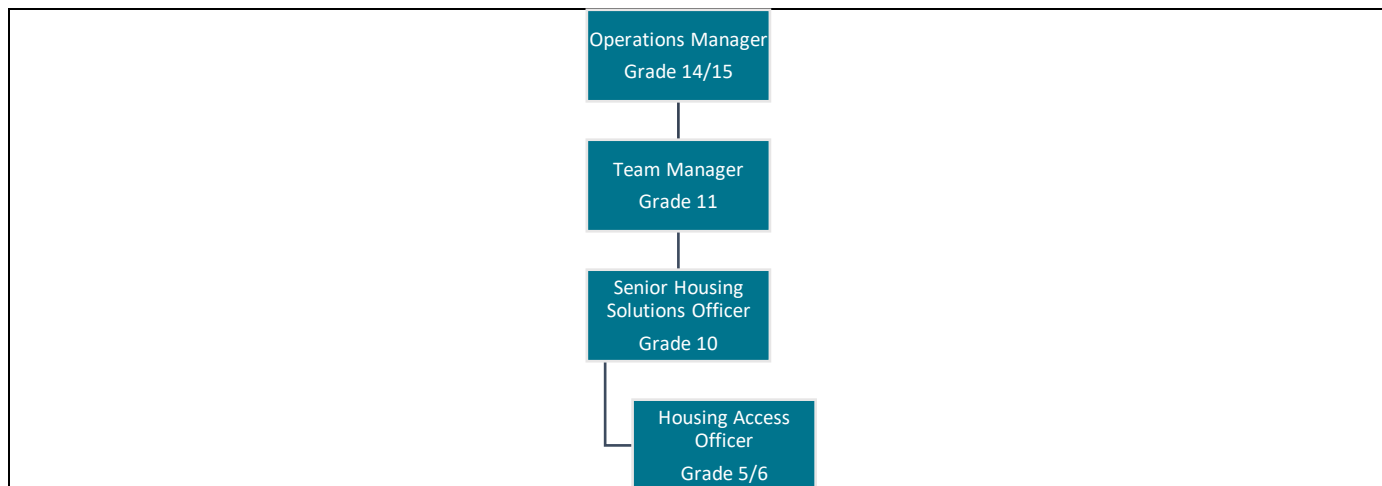 Operations Manager
Grade 14/15
Team Manager
Grade 11
Senior Housing
Solutions Officer
Grade 10
Housing Access
Officer
Grade 5/6